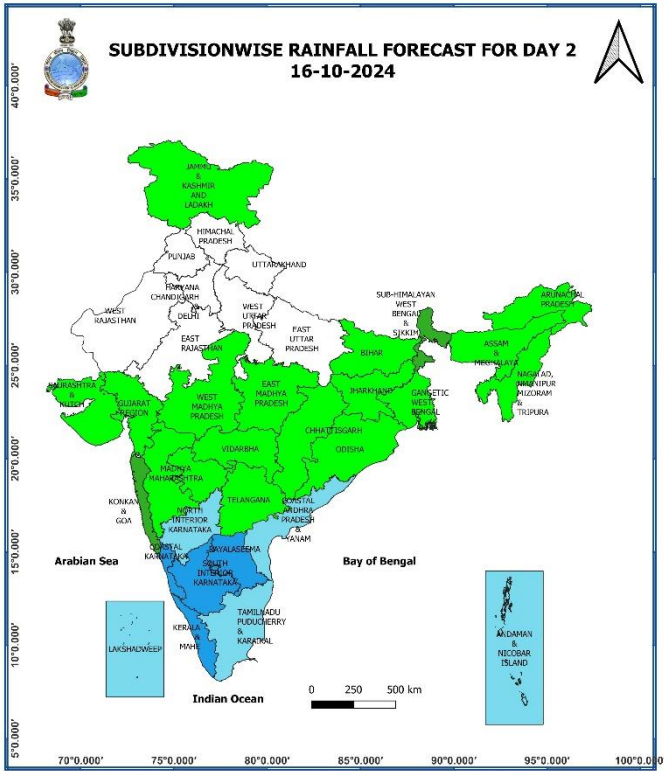 SUBDIVISIONWISE RAINFALL FORECAST FOR DAY 2
16-10-2024
40°0.000'
35°0.000'
30°0.000'
25°0.000'
20°0.000'
15°0.000'
10°0.000'
5°0.000'
JAMMU
&
KASHMIR
AND
LADAKH
HIMACHAL
PRADESH
PUNJAB
UTTARAKHAND
HARYANA
CHANDIGARH
&
DELHI
WEST
RAJASTHAN
WEST
UTTAR
PRADESH
EAST
UTTAR
PRADESH
EAST
RAJASTHAN
SUB-HIMALAYAN
WEST
BENGAL
&
SIKKIM
ARUNACHAL
PRADESH
ASSAM
&
MEGHALAYA
NAGALAD,
MANIPUR
MIZORAM
&
TRIPURA
BIHAR
SAURASHTRA
&
KUTCH
GUJARAT
REGION
WEST
MADHYA
PRADESH
EAST
MADHYA
PRADESH
JHARKHAND
GANGETIC
WEST
BENGAL
CHHATTISGARH
ODISHA
VIDARBHA
MADHYA
MAHARASHTRA
KONKAN
&
GOA
TELANGANA
COASTAL
ANDHRA
PRADESH
&
YANAM
NORTH
INTERIOR
KARNATAKA
COASTAL
KARNATAKA
RAYALASEEMA
SOUTH
INTERIOR
KARNATAKA
Arabian Sea
Bay of Bengal
LAKSHADWEEP
KERALA
&
MAHE
TAMILNADU
PUDUCHERRY
&
KARAIKAL
ANDAMAN
&
NICOBAR
ISLAND
Indian Ocean
0 250 500 km
70°0.000' 75°0.000' 80°0.000' 85°0.000' 90°0.000' 95°0.000' 100°0.000'